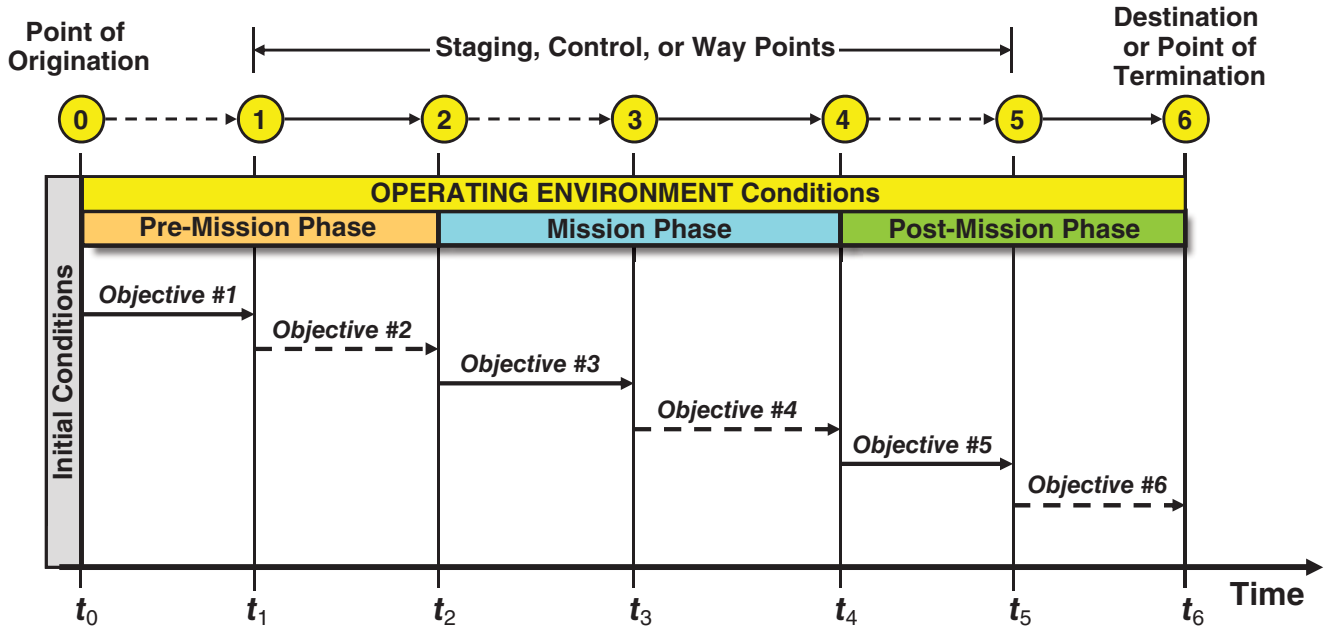 Point of
Origination
Staging, Control, or Way Points
Destination
or Point of
Termination
0
1
2
3
4
5
6
OPERATING ENVIRONMENT Conditions
Pre-Mission Phase
Mission Phase
Post-Mission Phase
Initial Conditions
Objective #1
Objective #2
Objective #3
Objective #4
Objective #5
Objective #6
t0
t1
t2
t3
t4
t5
t6
Time